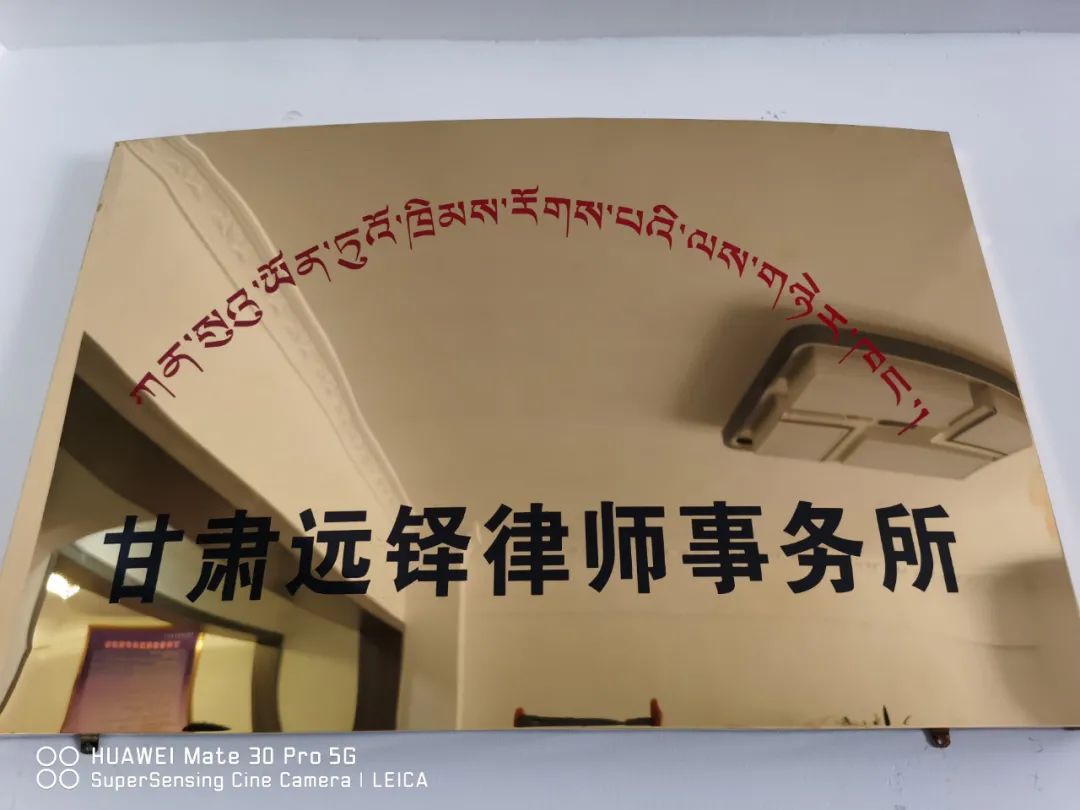 ཀན་སུའུ་ཡོན་ཏུའོ་ཁྲིམས་རོགས་པའི་ལས་གཉེར་ཁང་།
甘肃远铎律师事务所
HUAWEI Mate 30 Pro 5G
SuperSensing Cine Camera | LEICA